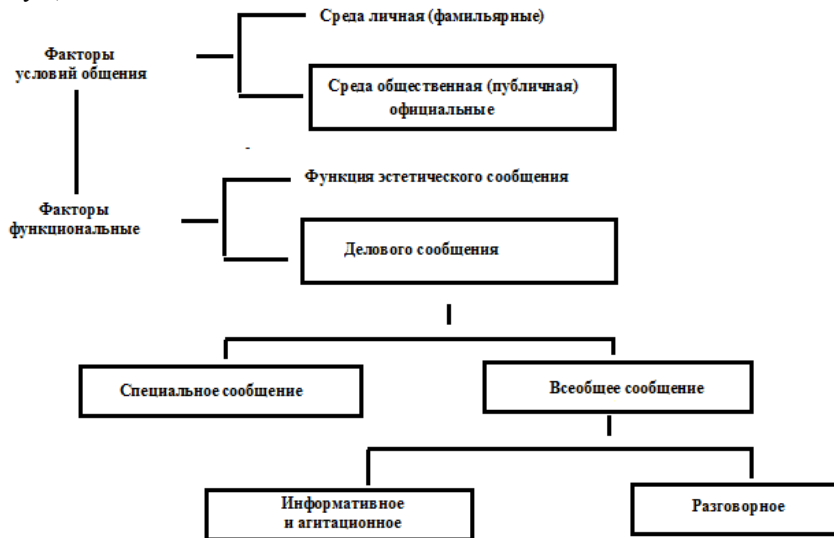 Среда личная (фамильярные)
Факторы
условий общения
Среда общественная (публичная)
официальные
Функция эстетического сообщения
Факторы
функциональные
Делового сообщения
Специальное сообщение
Всеобщее сообщение
Информативное
и агитационное
Разговорное